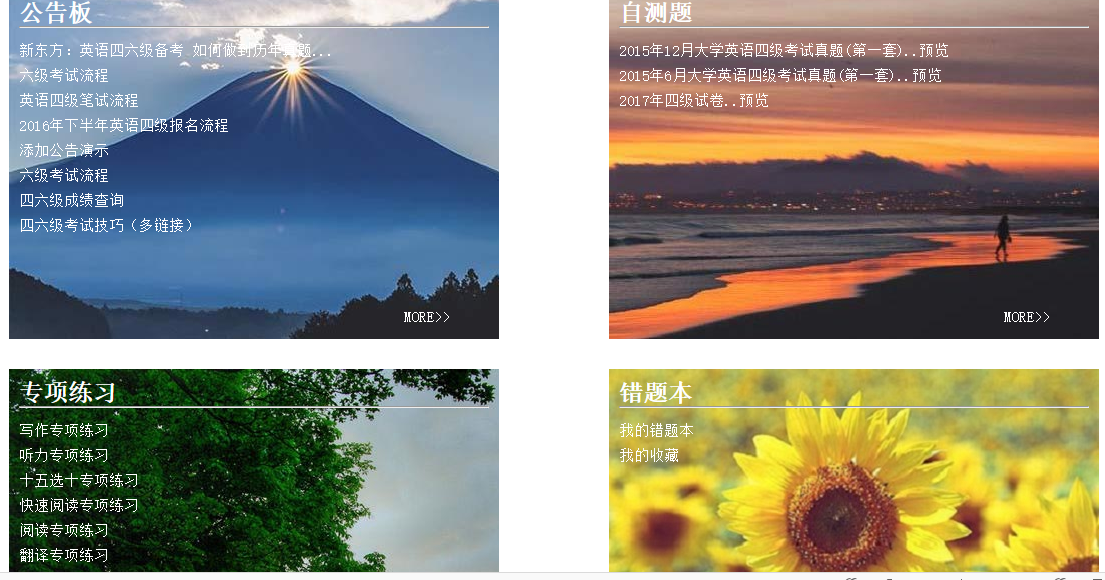 公告板
新东方：英语四六级备考 如何做到历年真题...
六级考试流程
英语四级笔试流程
2016年下半年英语四级报名流程
添加公告演示
六级考试流程
四六级成绩查询
四六级考试技巧（多链接）
MORE>>
自测题
2015年12月大学英语四级考试真题(第一套)..预览
2015年6月大学英语四级考试真题(第一套)..预览
2017年四级试卷..预览
MORE>>
专项练习
写作专项练习
听力专项练习
十五选十专项练习
快速阅读专项练习
阅读专项练习
翻译专项练习
错题本
我的错题本
我的收藏